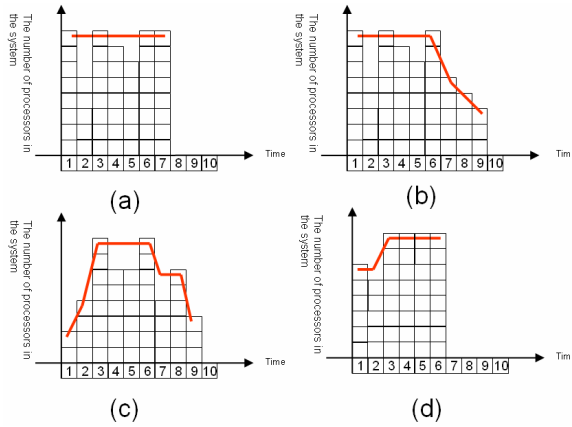 The number of processors in
the system
Time
1 2 3 4 5 6 7 8 9 10
(a)
The number of processors in
the system
Time
1 2 3 4 5 6 7 8 9 10
(b)
The number of processors in
the system
Time
1 2 3 4 5 6 7 8 9 10
(c)
The number of processors in
the system
Time
1 2 3 4 5 6 7 8 9 10
(d)